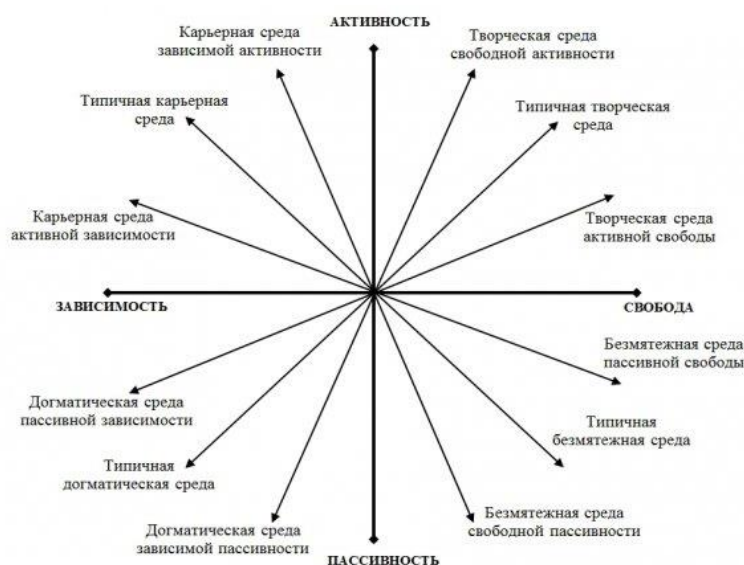 АКТИВНОСТЬ
Карьерная среда
зависимой активности
Творческая среда
свободной активности
Типичная карьерная
среда
Типичная творческая
среда
Карьерная среда
активной зависимости
Творческая среда
активной свободы
ЗАВИСИМОСТЬ
СВОБОДА
Безмятежная среда
пассивной свободы
Догматическая среда
пассивной зависимости
Типичная
безмятежная среда
Типичная
догматическая среда
Безмятежная среда
свободной пассивности
Догматическая среда
зависимой пассивности
ПАССИВНОСТЬ